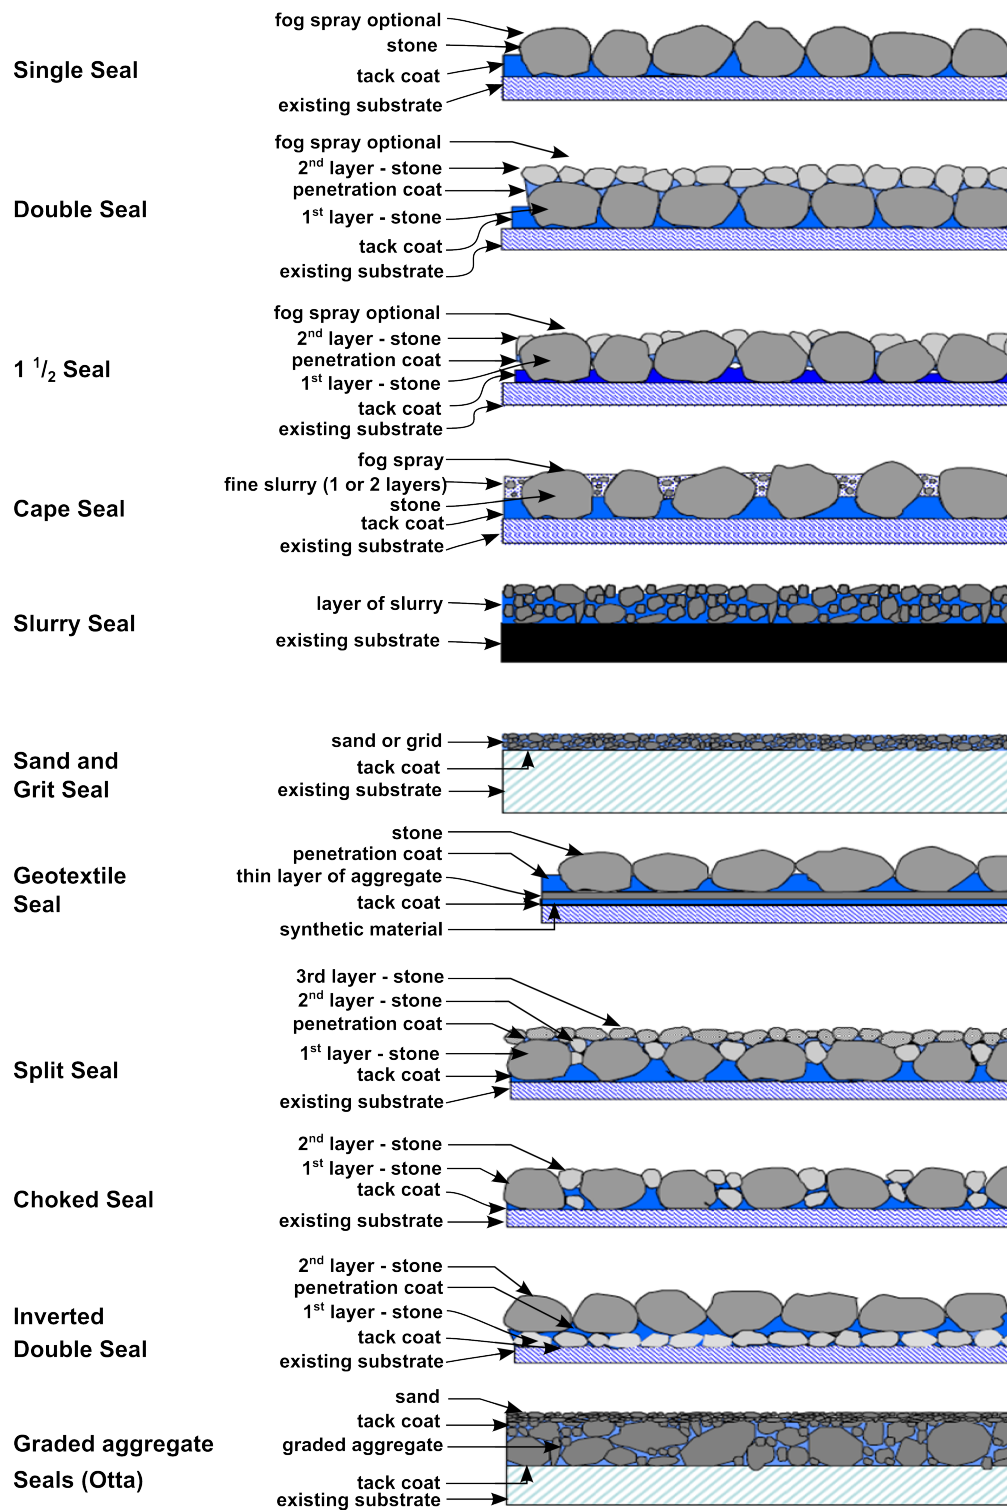 Single Seal
fog spray optional
stone
tack coat
existing substrate
Double Seal
fog spray optional
2nd layer - stone
penetration coat
1st layer - stone
tack coat
existing substrate
1 1/2 Seal
fog spray optional
2nd layer - stone
penetration coat
1st layer - stone
tack coat
existing substrate
Cape Seal
fog spray
fine slurry (1 or 2 layers)
stone
tack coat
existing substrate
Slurry Seal
layer of slurry
existing substrate
Sand and
Grit Seal
sand or grid
tack coat
existing substrate
Geotextile
Seal
stone
penetration coat
thin layer of aggregate
tack coat
synthetic material
Split Seal
3rd layer - stone
2nd layer - stone
penetration coat
1st layer - stone
tack coat
existing substrate
Choked Seal
2nd layer - stone
1st layer - stone
tack coat
existing substrate
Inverted
Double Seal
2nd layer - stone
penetration coat
1st layer - stone
tack coat
existing substrate
Graded aggregate
Seals (Otta)
sand
tack coat
graded aggregate
tack coat
existing substrate